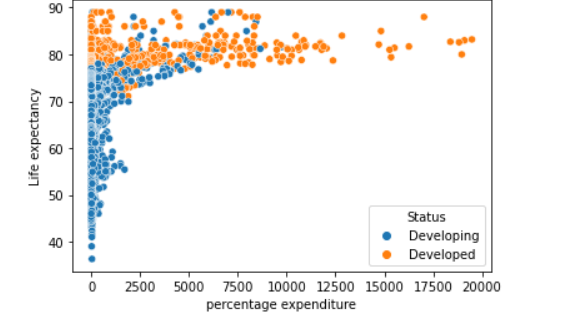 90
80
70
60
50
40
Life expectancy
Status
Developing
Developed
0 2500 5000 7500 10000 12500 15000 17500 20000
percentage expenditure